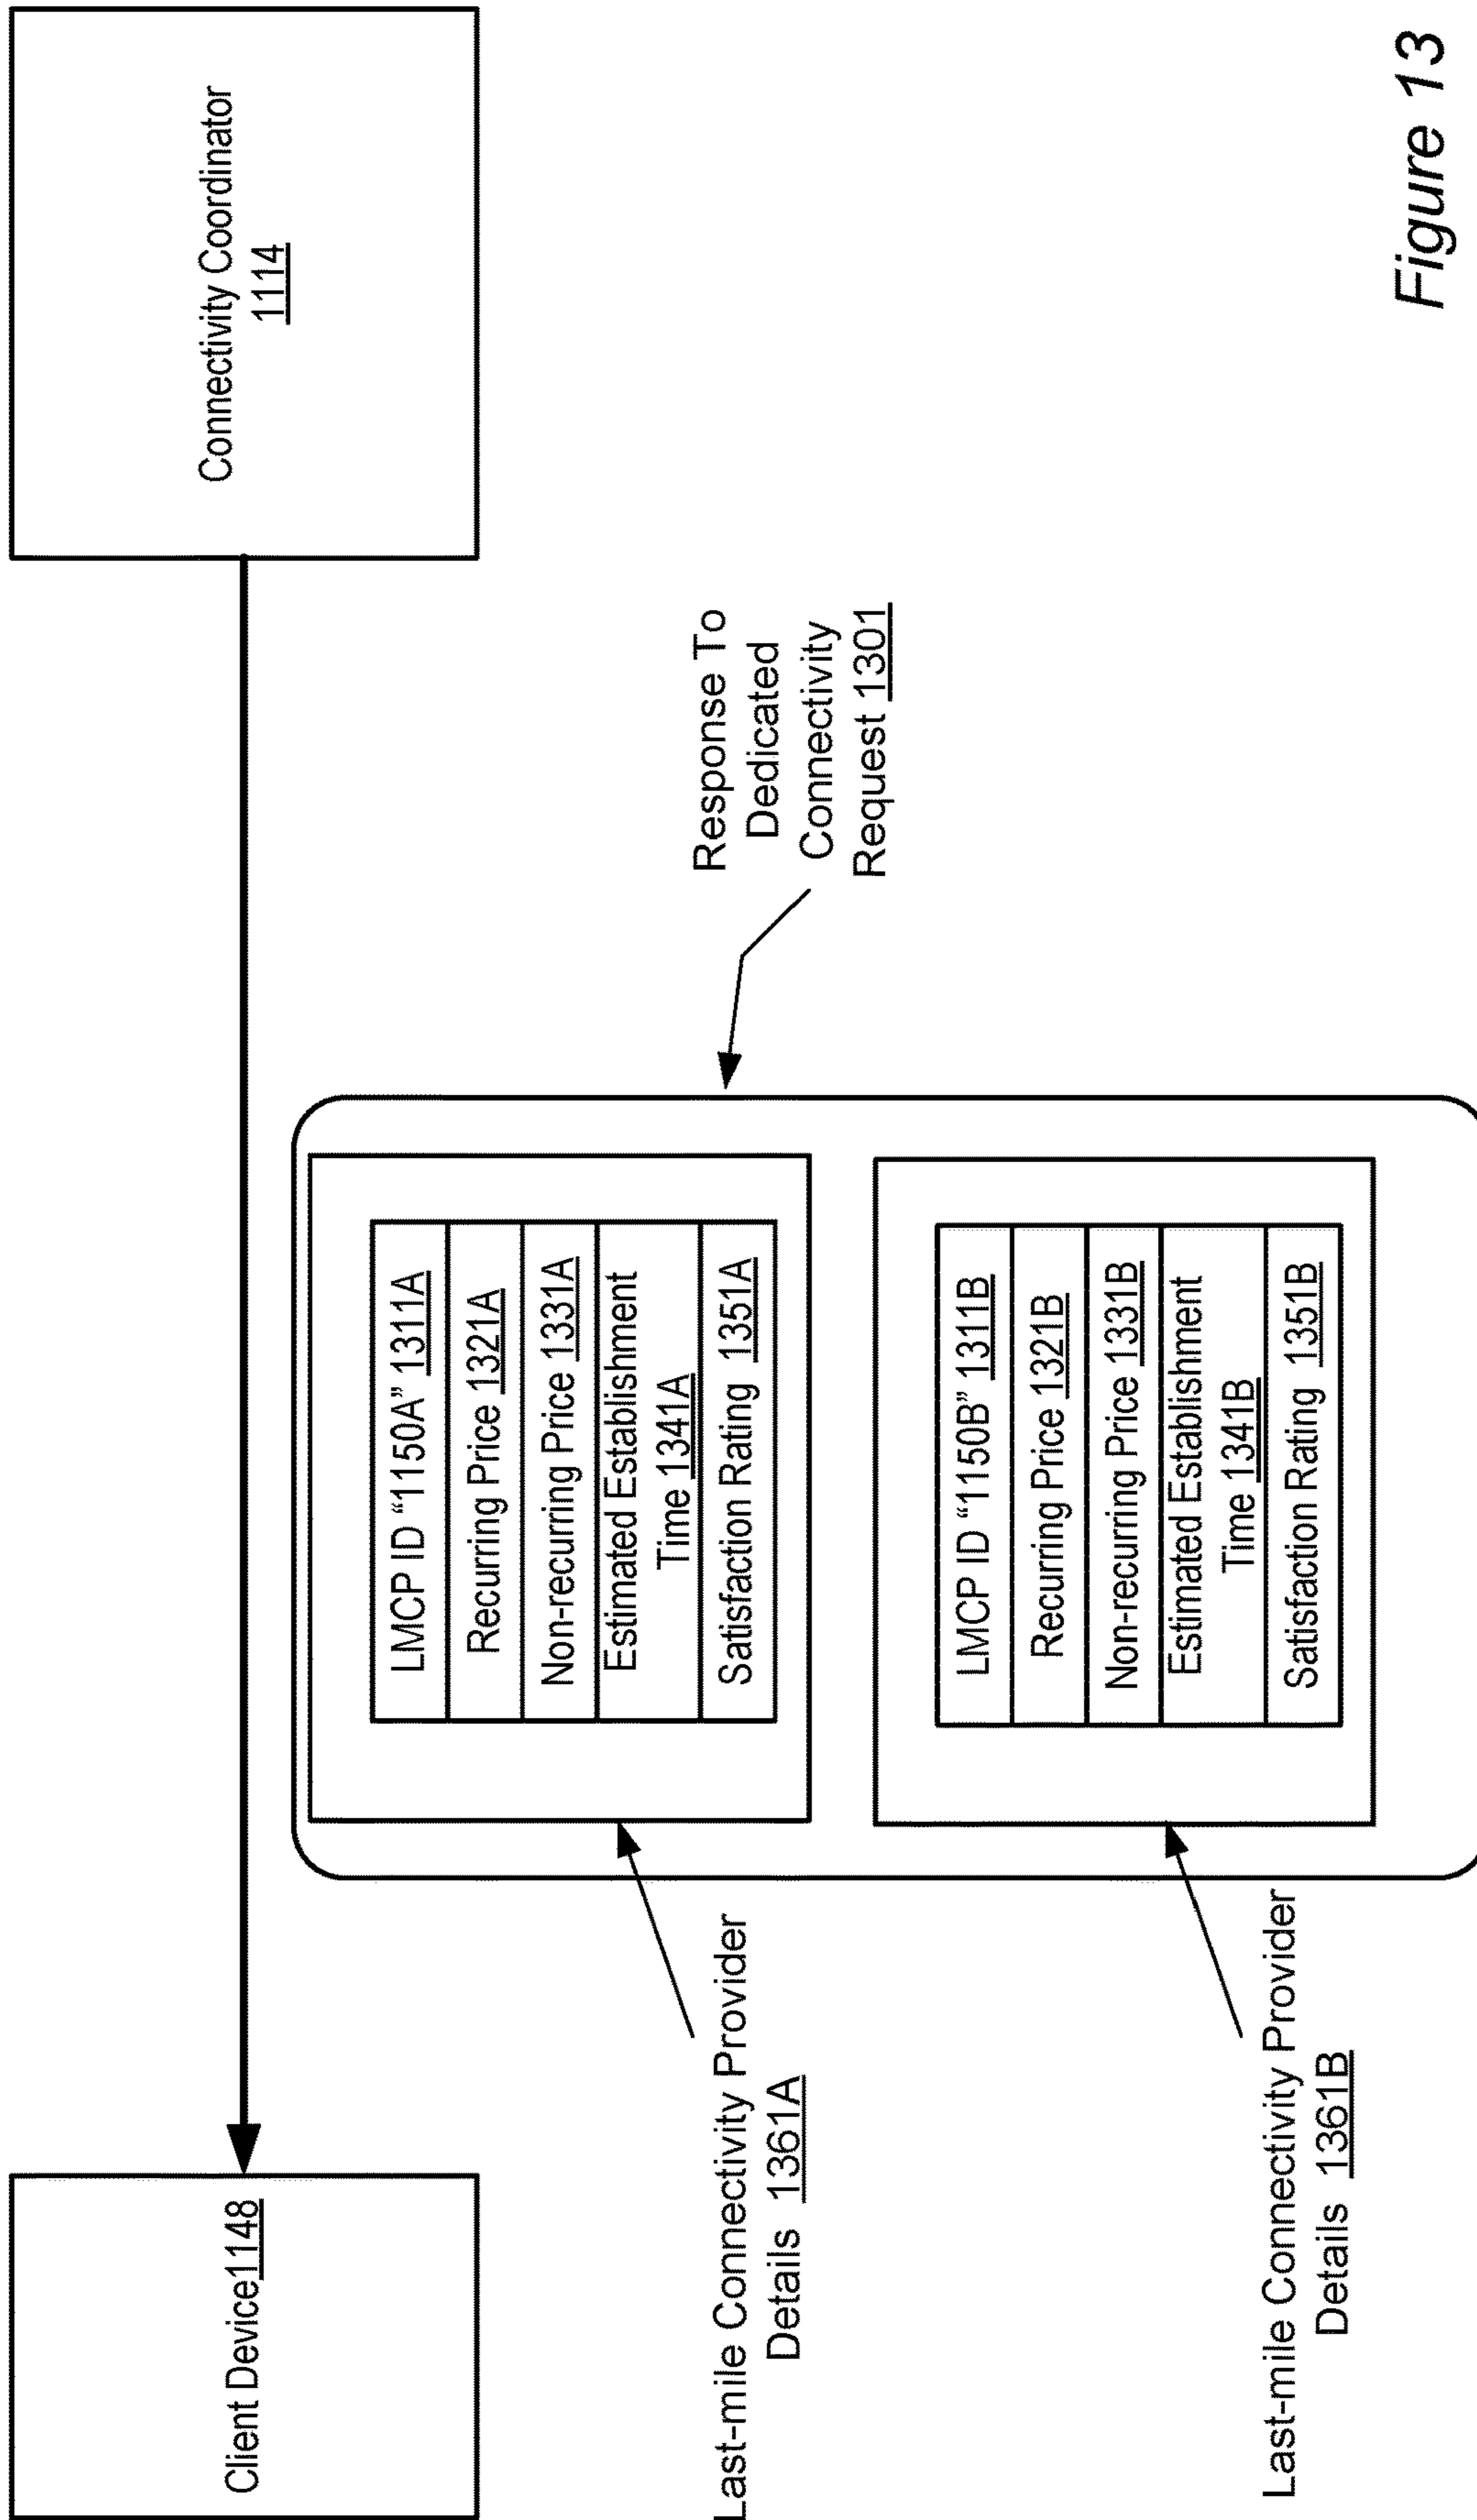 Client Device1148
Connectivity Coordinator
1114
Response To
Dedicated
Connectivity
Request 1301
Last-mile Connectivity Provider
Details 1361A
LMCP ID “1150A” 1311A
Recurring Price 1321A
Non-recurring Price 1331A
Estimated Establishment
Time 1341A
Satisfaction Rating 1351A
Last-mile Connectivity Provider
Details 1361B
LMCP ID “1150B” 1311B
Recurring Price 1321B
Non-recurring Price 1331B
Estimated Establishment
Time 1341B
Satisfaction Rating 1351B
Figure 13